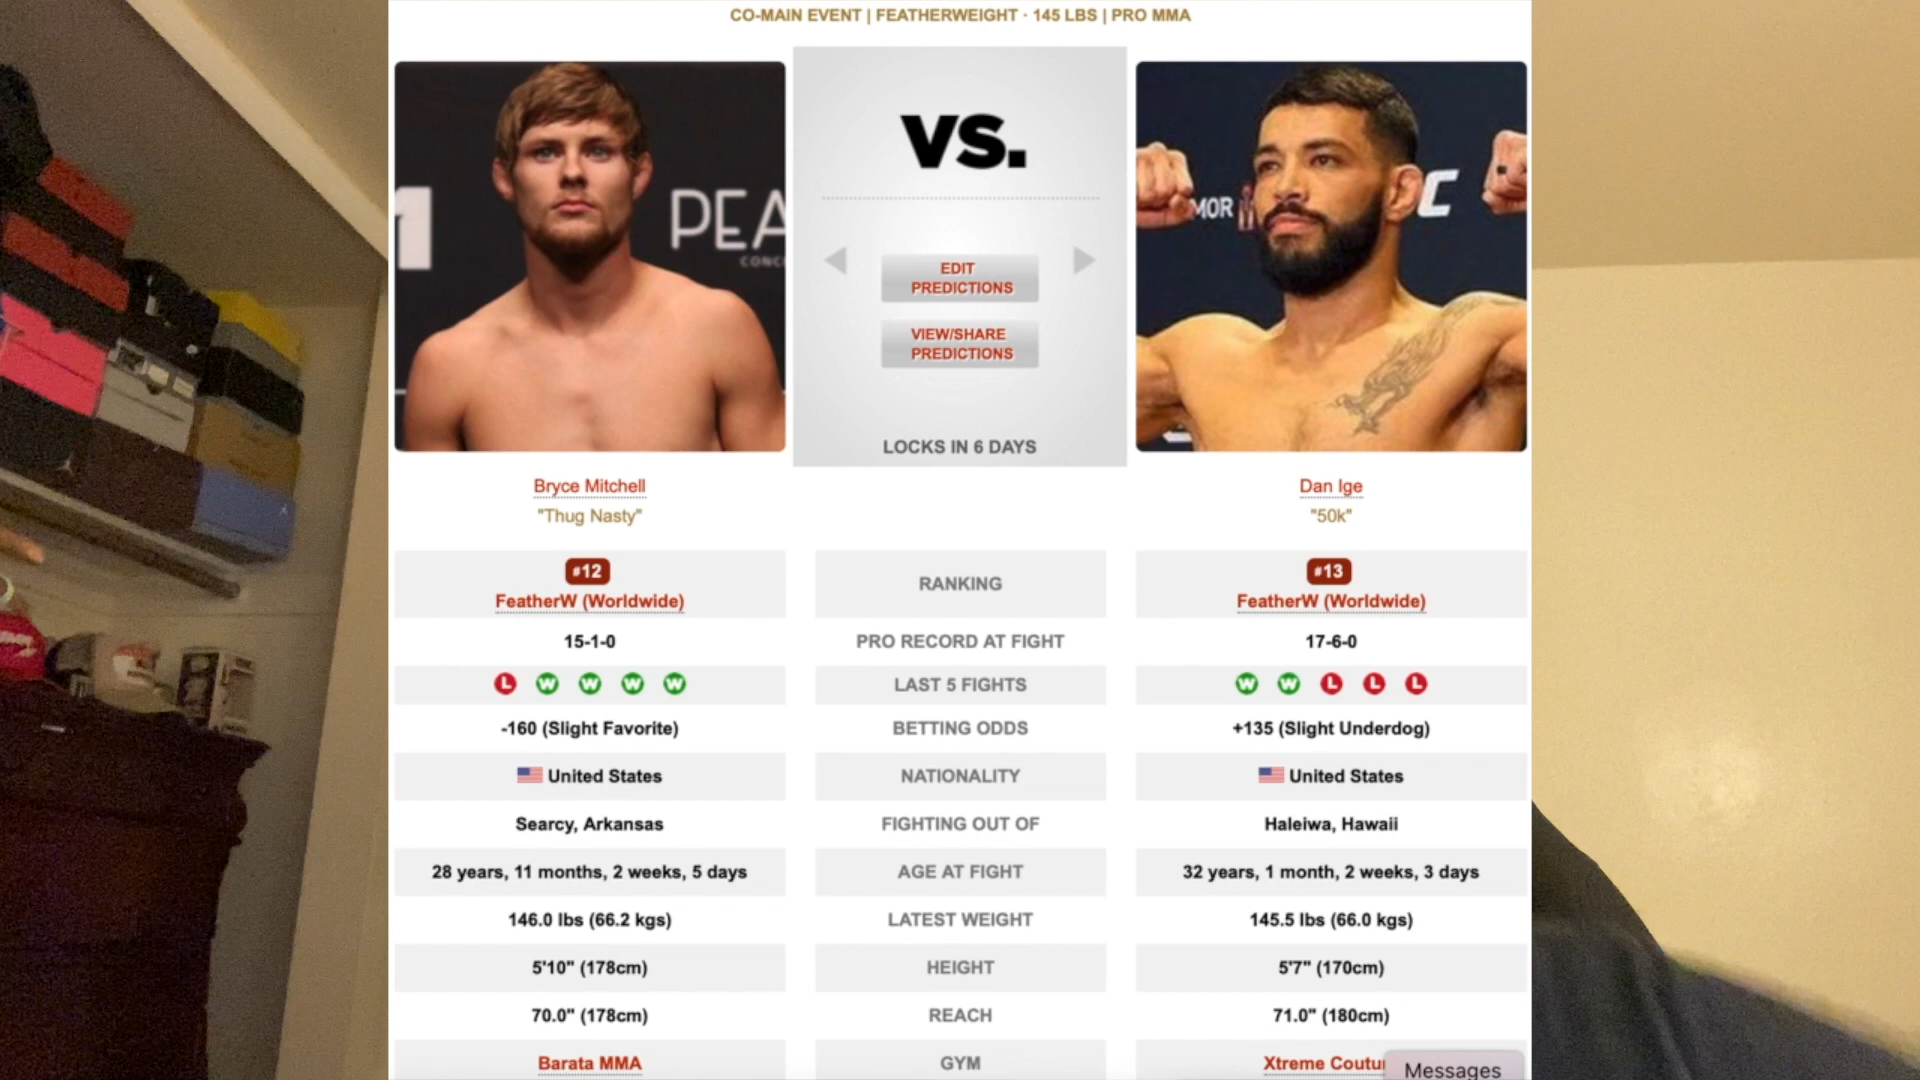 CO-MAIN EVENT | FEATHERWEIGHT · 145 LBS | PRO MMA
PEA
CONC
VS.
MOR
C
EDIT
PREDICTIONS
VIEW/SHARE
PREDICTIONS
LOCKS IN 6 DAYS
Bryce Mitchell
Dan Ige
"Thug Nasty"
"50k"
#12
FeatherW (Worldwide)
RANKING
#13
FeatherW (Worldwide)
15-1-0
PRO RECORD AT FIGHT
17-6-0
L W W W W
LAST 5 FIGHTS
W W L L L
-160 (Slight Favorite)
BETTING ODDS
+135 (Slight Underdog)
United States
NATIONALITY
United States
Searcy, Arkansas
FIGHTING OUT OF
Haleiwa, Hawaii
28 years, 11 months, 2 weeks, 5 days
AGE AT FIGHT
32 years, 1 month, 2 weeks, 3 days
146.0 lbs (66.2 kgs)
LATEST WEIGHT
145.5 lbs (66.0 kgs)
5'10" (178cm)
HEIGHT
5'7" (170cm)
70.0" (178cm)
REACH
71.0" (180cm)
Barata MMA
GYM
Xtreme Coutur
Messages